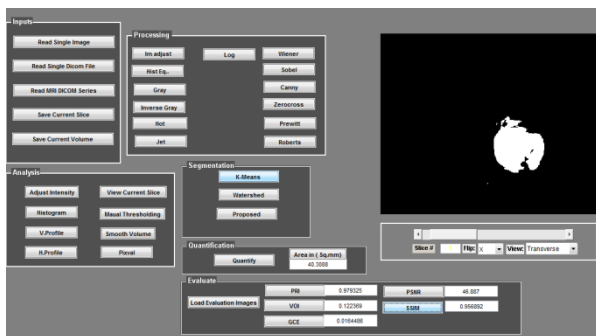 Inputs
Read Single Image
Read Single Dicom File
Read MRI DICOM Series
Save Current Slice
Save Current Volume
Processing
Im adjust
Hist Eq..
Gray
Inverse Gray
Hot
Jet
Log
Wiener
Sobel
Canny
Zerocross
Prewitt
Roberts
Analysis
Adjust Intensity
View Current Slice
Histogram
Maual Thresholding
V.Profile
Smooth Volume
H.Profile
Pixval
Segmentation
K-Means
Watershed
Proposed
Quantification
Quantify
Area in ( Sq.mm)
40.3088
Evaluate
Load Evaluation Images
PRI 0.979325
VOI 0.122369
GCE 0.0164486
PSNR 46.887
SSIM 0.956892
Slice # Flip: X View: Transverse